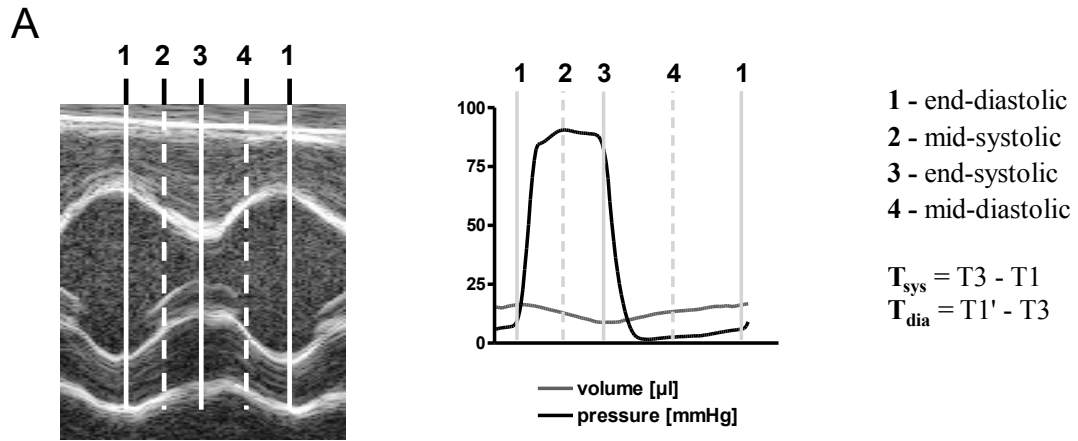 A
1 2 3 4 1
1 2 3 4 1
100
75
50
25
0
volume [µl]
pressure [mmHg]
1 - end-diastolic
2 - mid-systolic
3 - end-systolic
4 - mid-diastolic
Tsys = T3 - T1
Tdia = T1' - T3